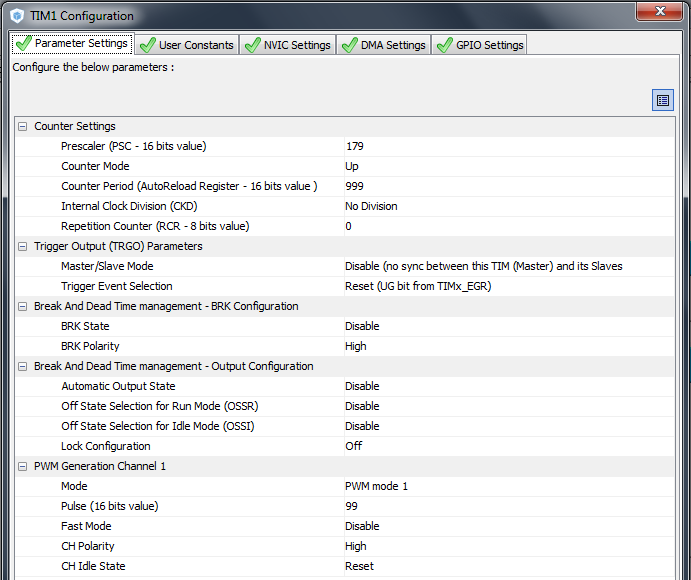 TIM1 Configuration
Parameter Settings User Constants NVIC Settings DMA Settings GPIO Settings
Configure the below parameters :
Counter Settings
Prescaler (PSC - 16 bits value) 179
Counter Mode Up
Counter Period (AutoReload Register - 16 bits value ) 999
Internal Clock Division (CKD) No Division
Repetition Counter (RCR - 8 bits value) 0
Trigger Output (TRGO) Parameters
Master/Slave Mode Disable (no sync between this TIM (Master) and its Slaves
Trigger Event Selection Reset (UG bit from TIMx_EGR)
Break And Dead Time management - BRK Configuration
BRK State Disable
BRK Polarity High
Break And Dead Time management - Output Configuration
Automatic Output State Disable
Off State Selection for Run Mode (OSSR) Disable
Off State Selection for Idle Mode (OSSI) Disable
Lock Configuration Off
PWM Generation Channel 1
Mode PWM mode 1
Pulse (16 bits value) 99
Fast Mode Disable
CH Polarity High
CH Idle State Reset